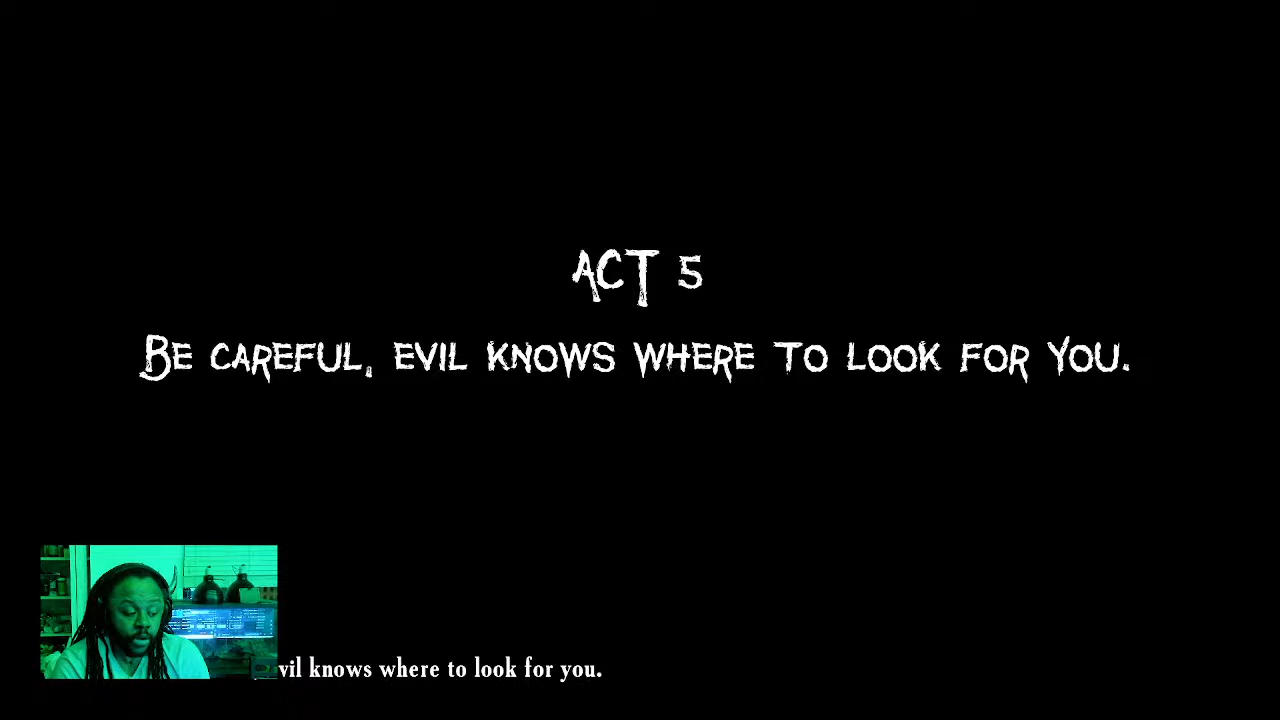 ACT 5
BE CAREFUL, EVIL KNOWS WHERE TO LOOK FOR YOU.
vil knows where to look for you.